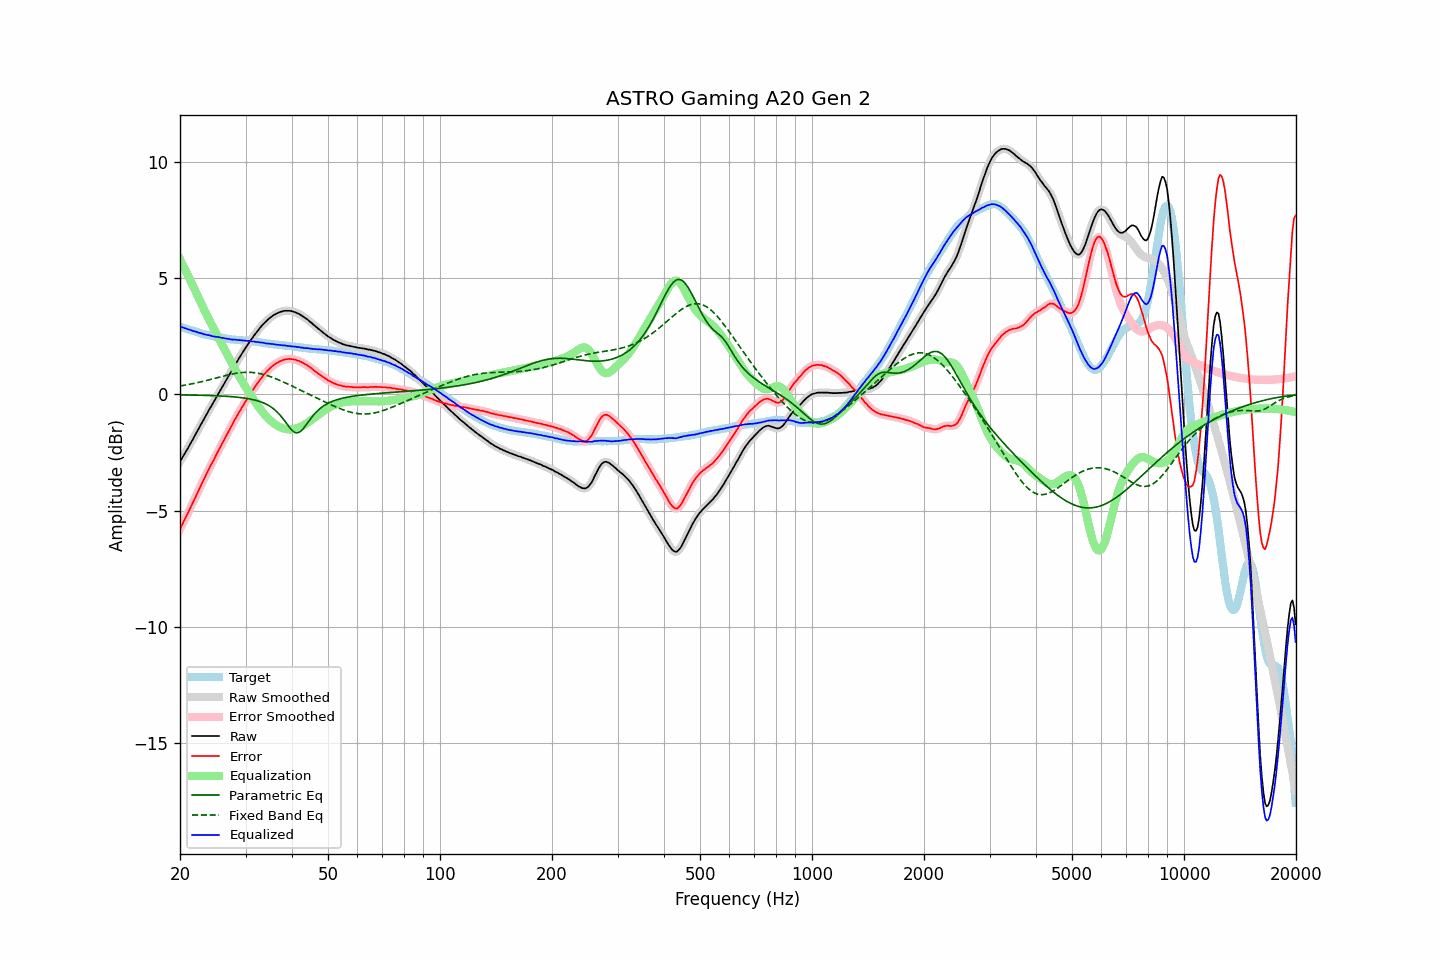 ASTRO Gaming A20 Gen 2
Amplitude (dBr)
10
5
0
−5
−10
−15
Target
Raw Smoothed
Error Smoothed
Raw
Error
Equalization
Parametric Eq
Fixed Band Eq
Equalized
20 50 100 200 500 1000 2000 5000 10000 20000
Frequency (Hz)